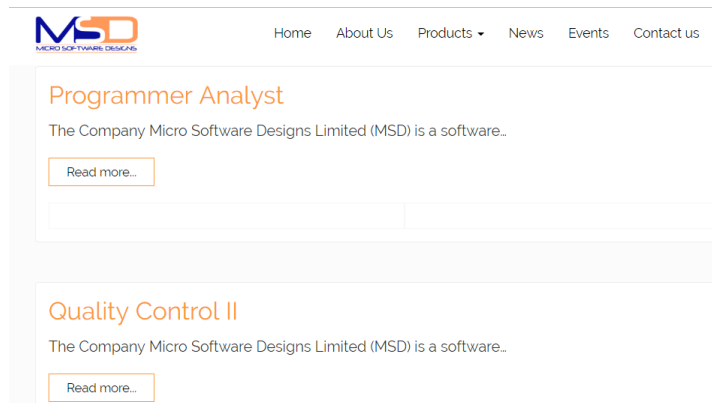 MSD
MICRO SOFTWARE DESIGNS
Home About Us Products News Events Contact us
Programmer Analyst
The Company Micro Software Designs Limited (MSD) is a software...
Read more...
Quality Control II
The Company Micro Software Designs Limited (MSD) is a software...
Read more...